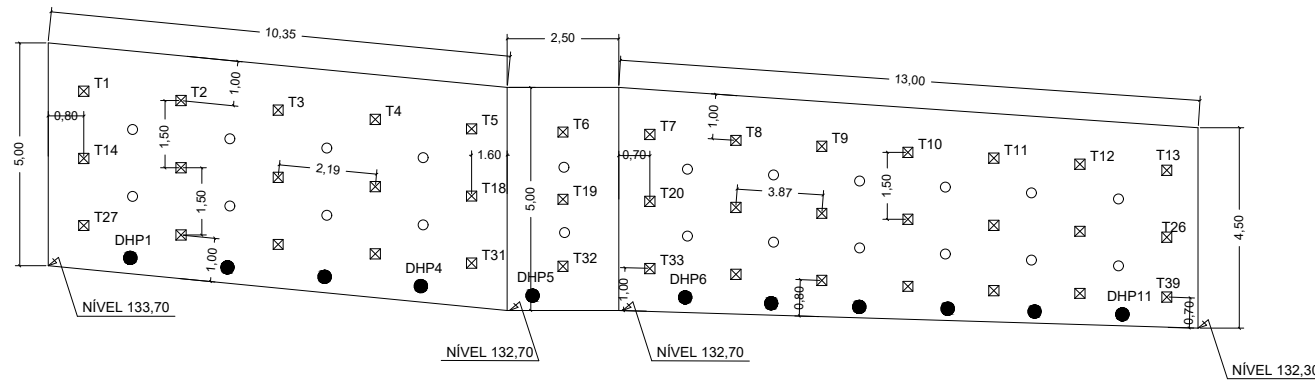 10,35
2,50
13,00
T1
T2
T3
T4
T5
T6
T7
T8
T9
T10
T11
T12
T13
1,00
1,00
0,80
1,50
5,00
T14
2,19
1.60
T18
T19
0,70
T20
3.87
1,50
T26
4,50
1,50
5,00
T27
T31
T32
T33
T39
1,00
1,00
0,80
0,70
DHP1
DHP4
DHP5
DHP6
DHP11
NÍVEL 133,70
NÍVEL 132,70
NÍVEL 132,70
NÍVEL 132,30